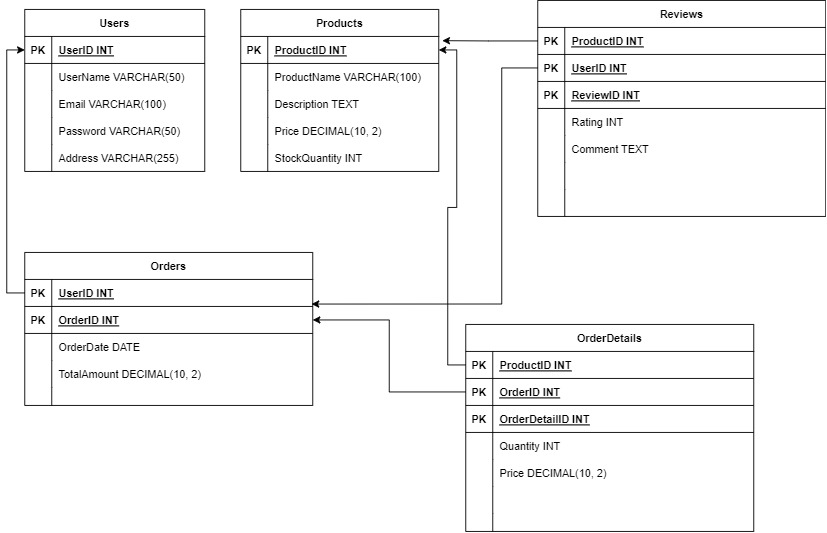 Users
PK UserID INT
UserName VARCHAR(50)
Email VARCHAR(100)
Password VARCHAR(50)
Address VARCHAR(255)
Products
PK ProductID INT
ProductName VARCHAR(100)
Description TEXT
Price DECIMAL(10, 2)
StockQuantity INT
Reviews
PK ProductID INT
PK UserID INT
PK ReviewID INT
Rating INT
Comment TEXT
Orders
PK UserID INT
PK OrderID INT
OrderDate DATE
TotalAmount DECIMAL(10, 2)
OrderDetails
PK ProductID INT
PK OrderID INT
PK OrderDetailID INT
Quantity INT
Price DECIMAL(10, 2)